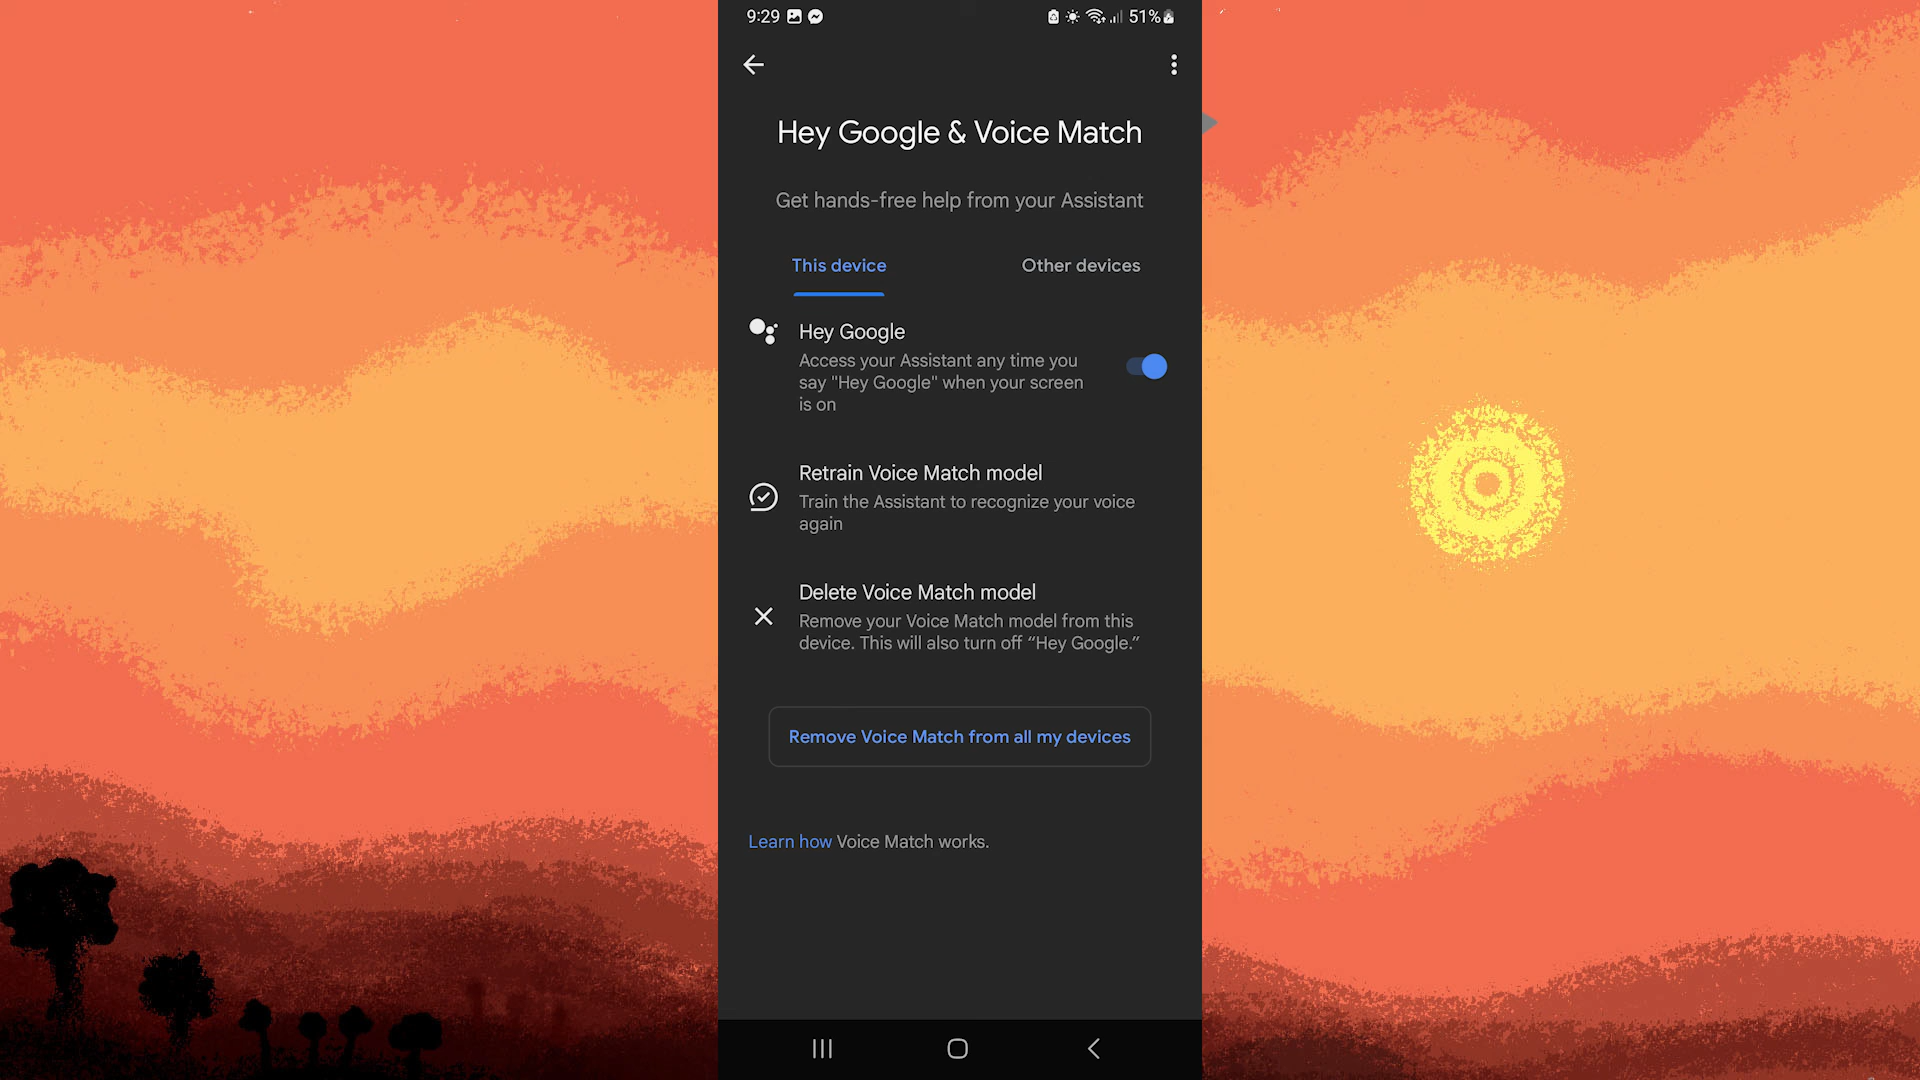 9:29
51%
Hey Google & Voice Match
Get hands-free help from your Assistant
This device
Other devices
Hey Google
Access your Assistant any time you
say "Hey Google" when your screen
is on
Retrain Voice Match model
Train the Assistant to recognize your voice
again
Delete Voice Match model
Remove your Voice Match model from this
device. This will also turn off “Hey Google.”
Remove Voice Match from all my devices
Learn how Voice Match works.